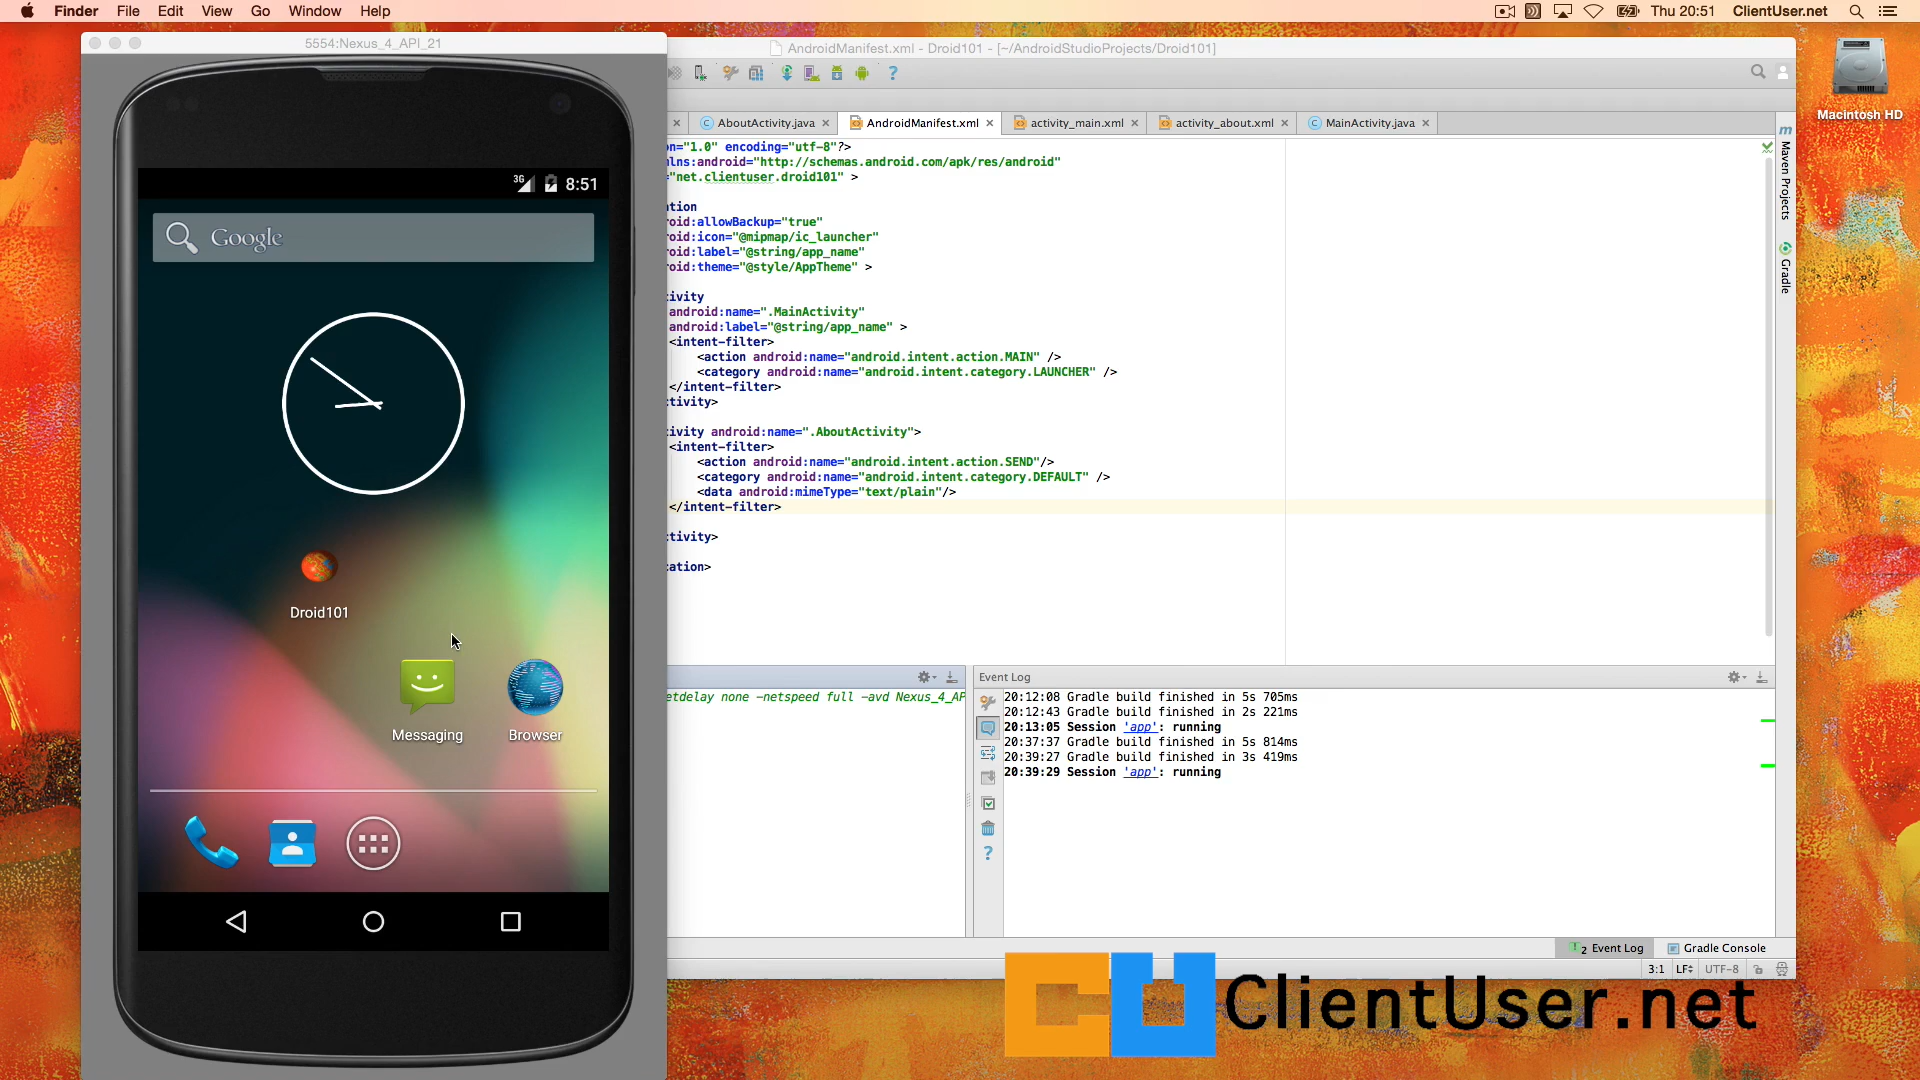 Finder File Edit View Go Window Help
Thu 20:51 ClientUser.net
5554:Nexus_4_API_21
AndroidManifest.xml - Droid101 - [~/AndroidStudioProjects/Droid101]
Macintosh HD
AboutActivity.java
AndroidManifest.xml
activity_main.xml
activity_about.xml
MainActivity.java
3G 8:51
Google
Droid101
Messaging
Browser
n="1.0" encoding="utf-8"?>
lns:android="http://schemas.android.com/apk/res/android"
="net.clientuser.droid101" >
tion
roid:allowBackup="true"
roid:icon="@mipmap/ic_launcher"
roid:label="@string/app_name"
roid:theme="@style/AppTheme" >
ivity
android:name=".MainActivity"
android:label="@string/app_name" >
<intent-filter>
<action android:name="android.intent.action.MAIN" />
<category android:name="android.intent.category.LAUNCHER" />
</intent-filter>
tivity>
ivity android:name=".AboutActivity">
<intent-filter>
<action android:name="android.intent.action.SEND"/>
<category android:name="android.intent.category.DEFAULT" />
<data android:mimeType="text/plain"/>
</intent-filter>
tivity>
ation>
Maven Projects
Gradle
etdelay none -netspeed full -avd Nexus_4_AP
Event Log
20:12:08 Gradle build finished in 5s 705ms
20:12:43 Gradle build finished in 2s 221ms
20:13:05 Session 'app': running
20:37:37 Gradle build finished in 5s 814ms
20:39:27 Gradle build finished in 3s 419ms
20:39:29 Session 'app': running
2 Event Log
Gradle Console
3:1 LF UTF-8
CU ClientUser.net